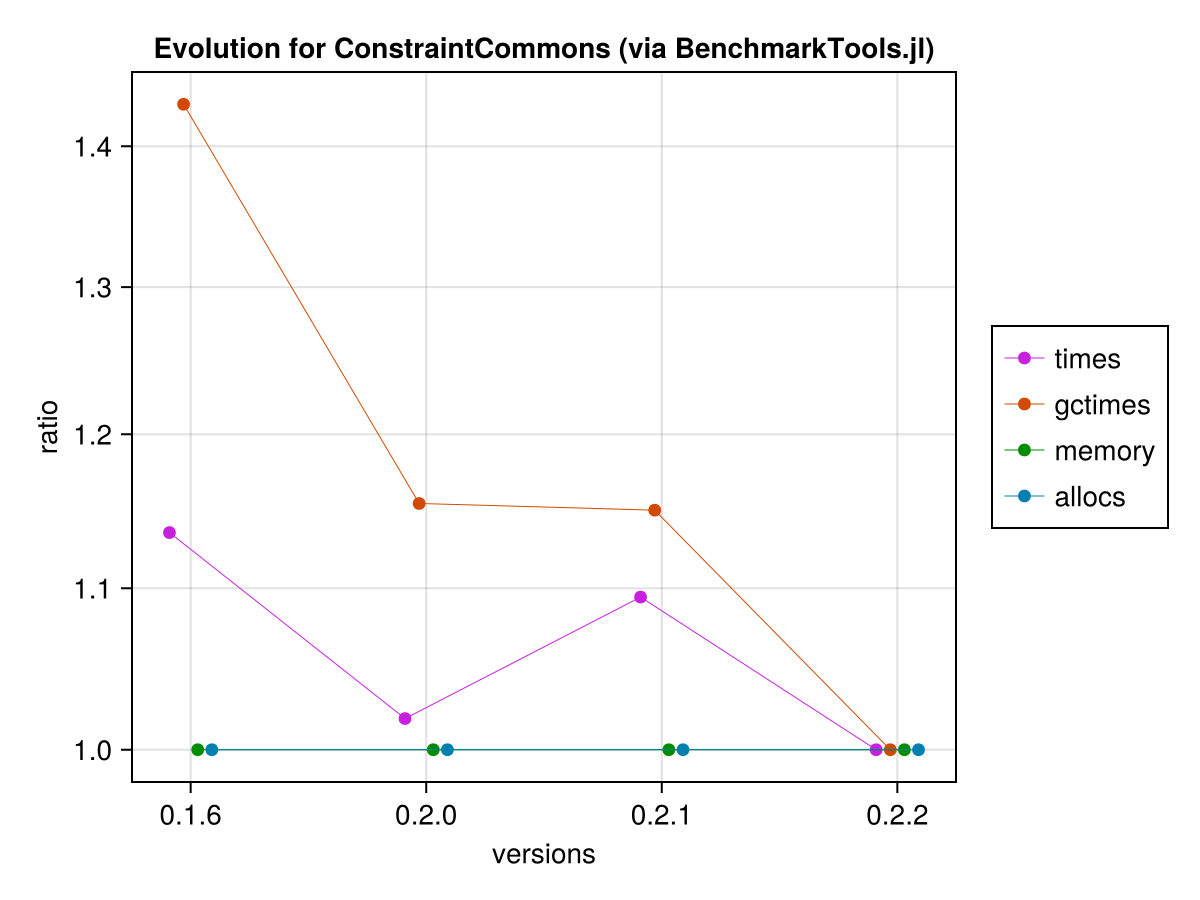 Evolution for ConstraintCommons (via BenchmarkTools.jl)
ratio
1.4
1.3
1.2
1.1
1.0
0.1.6
0.2.0
0.2.1
0.2.2
versions
times
gctimes
memory
allocs